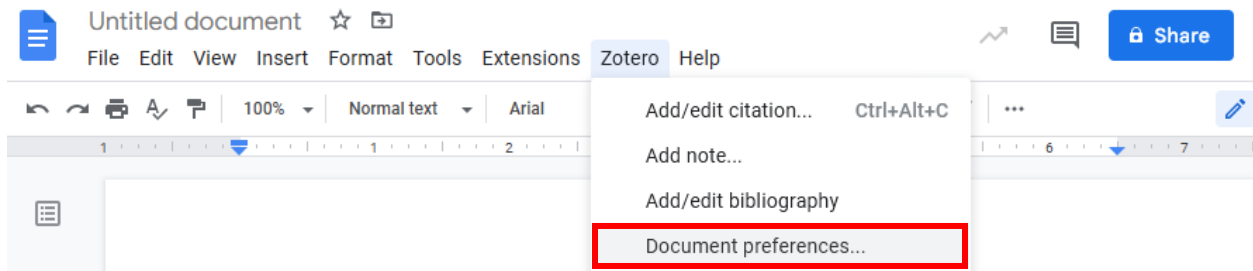 Untitled document
Share
File Edit View Insert Format Tools Extensions Zotero Help
100% Normal text Arial
Add/edit citation... Ctrl+Alt+C
1 1 2 6 7
Add note...
Add/edit bibliography
Document preferences...